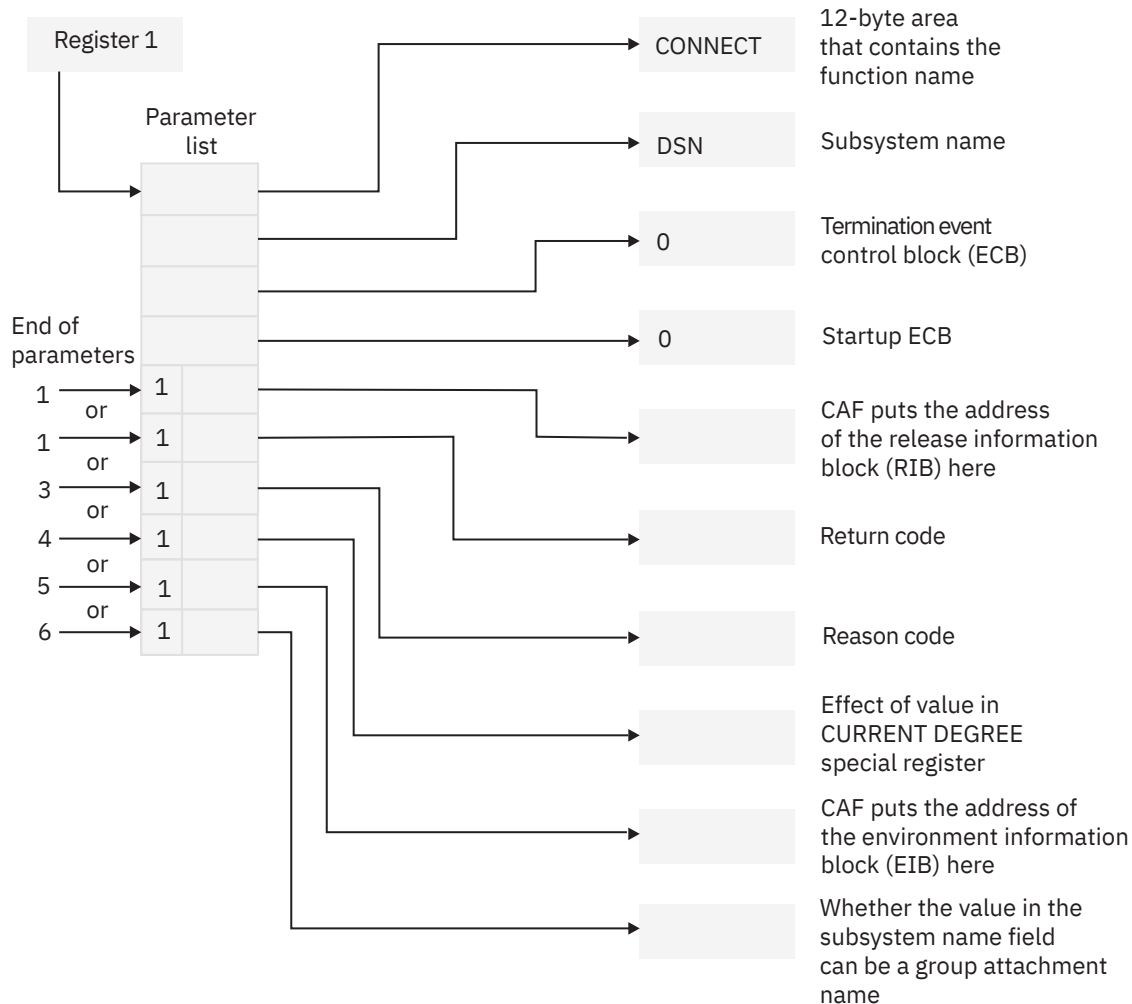 Register 1
Parameter
list
CONNECT
12-byte area
that contains the
function name
DSN
Subsystem name
0
Termination event
control block (ECB)
0
Startup ECB
End of
parameters
1
or
1
or
3
or
4
or
5
or
6
1
1
1
1
1
1
CAF puts the address
of the release information
block (RIB) here
Return code
Reason code
Effect of value in
CURRENT DEGREE
special register
CAF puts the address of
the environment information
block (EIB) here
Whether the value in the
subsystem name field
can be a group attachment
name